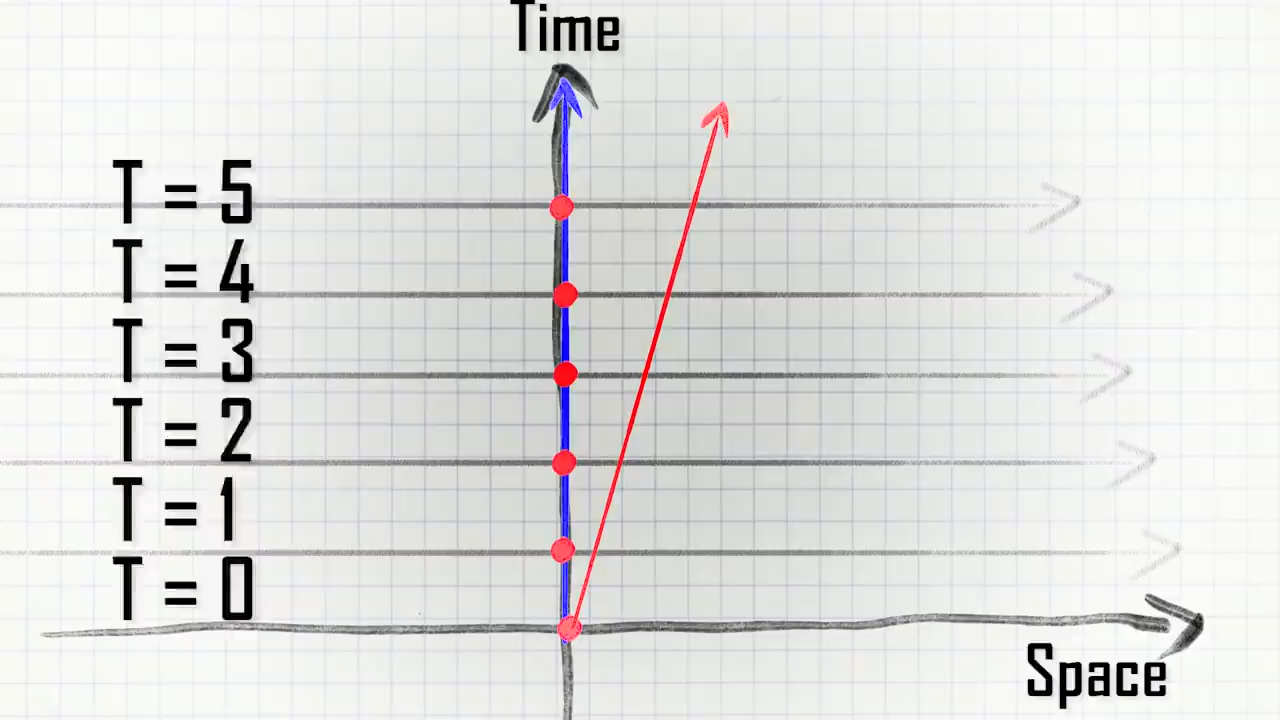 Time
T = 5
T = 4
T = 3
T = 2
T = 1
T = 0
Space